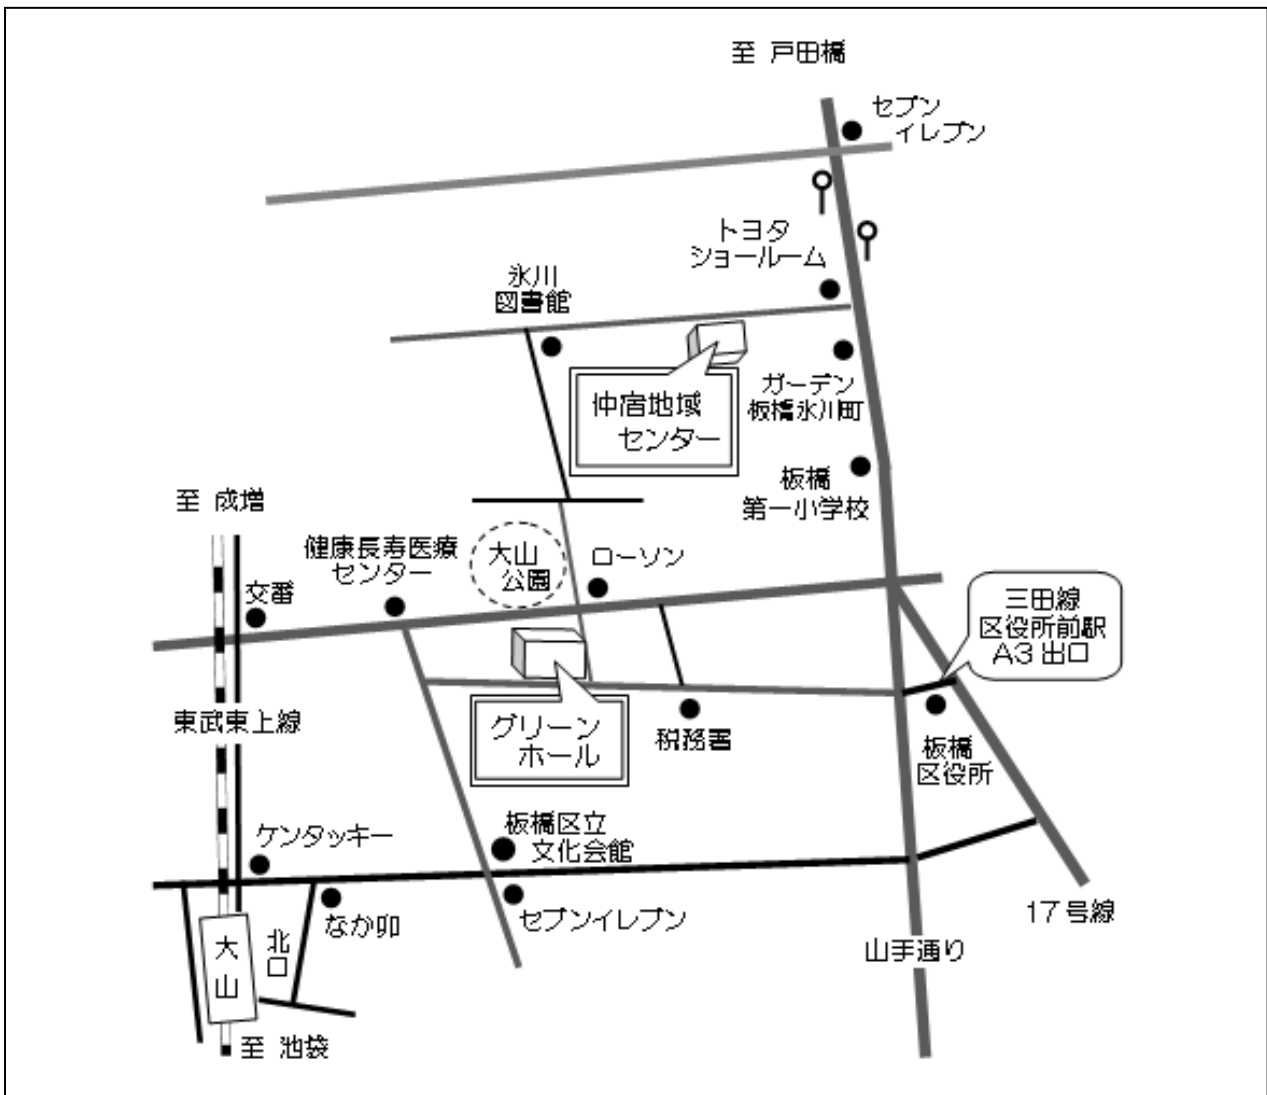 至 戸田橋
セブン
イレブン
トヨタ
ショールーム
氷川
図書館
仲宿地域
センター
ガーデン
板橋氷川町
板橋
第一小学校
至 成増
健康長寿医療
センター
大山
公園
ローソン
交番
三田線
区役所前駅
A3 出口
東武東上線
グリーン
ホール
税務署
板橋
区役所
ケンタッキー
板橋区立
文化会館
なか卯
セブンイレブン
17号線
北口
大山
山手通り
至 池袋